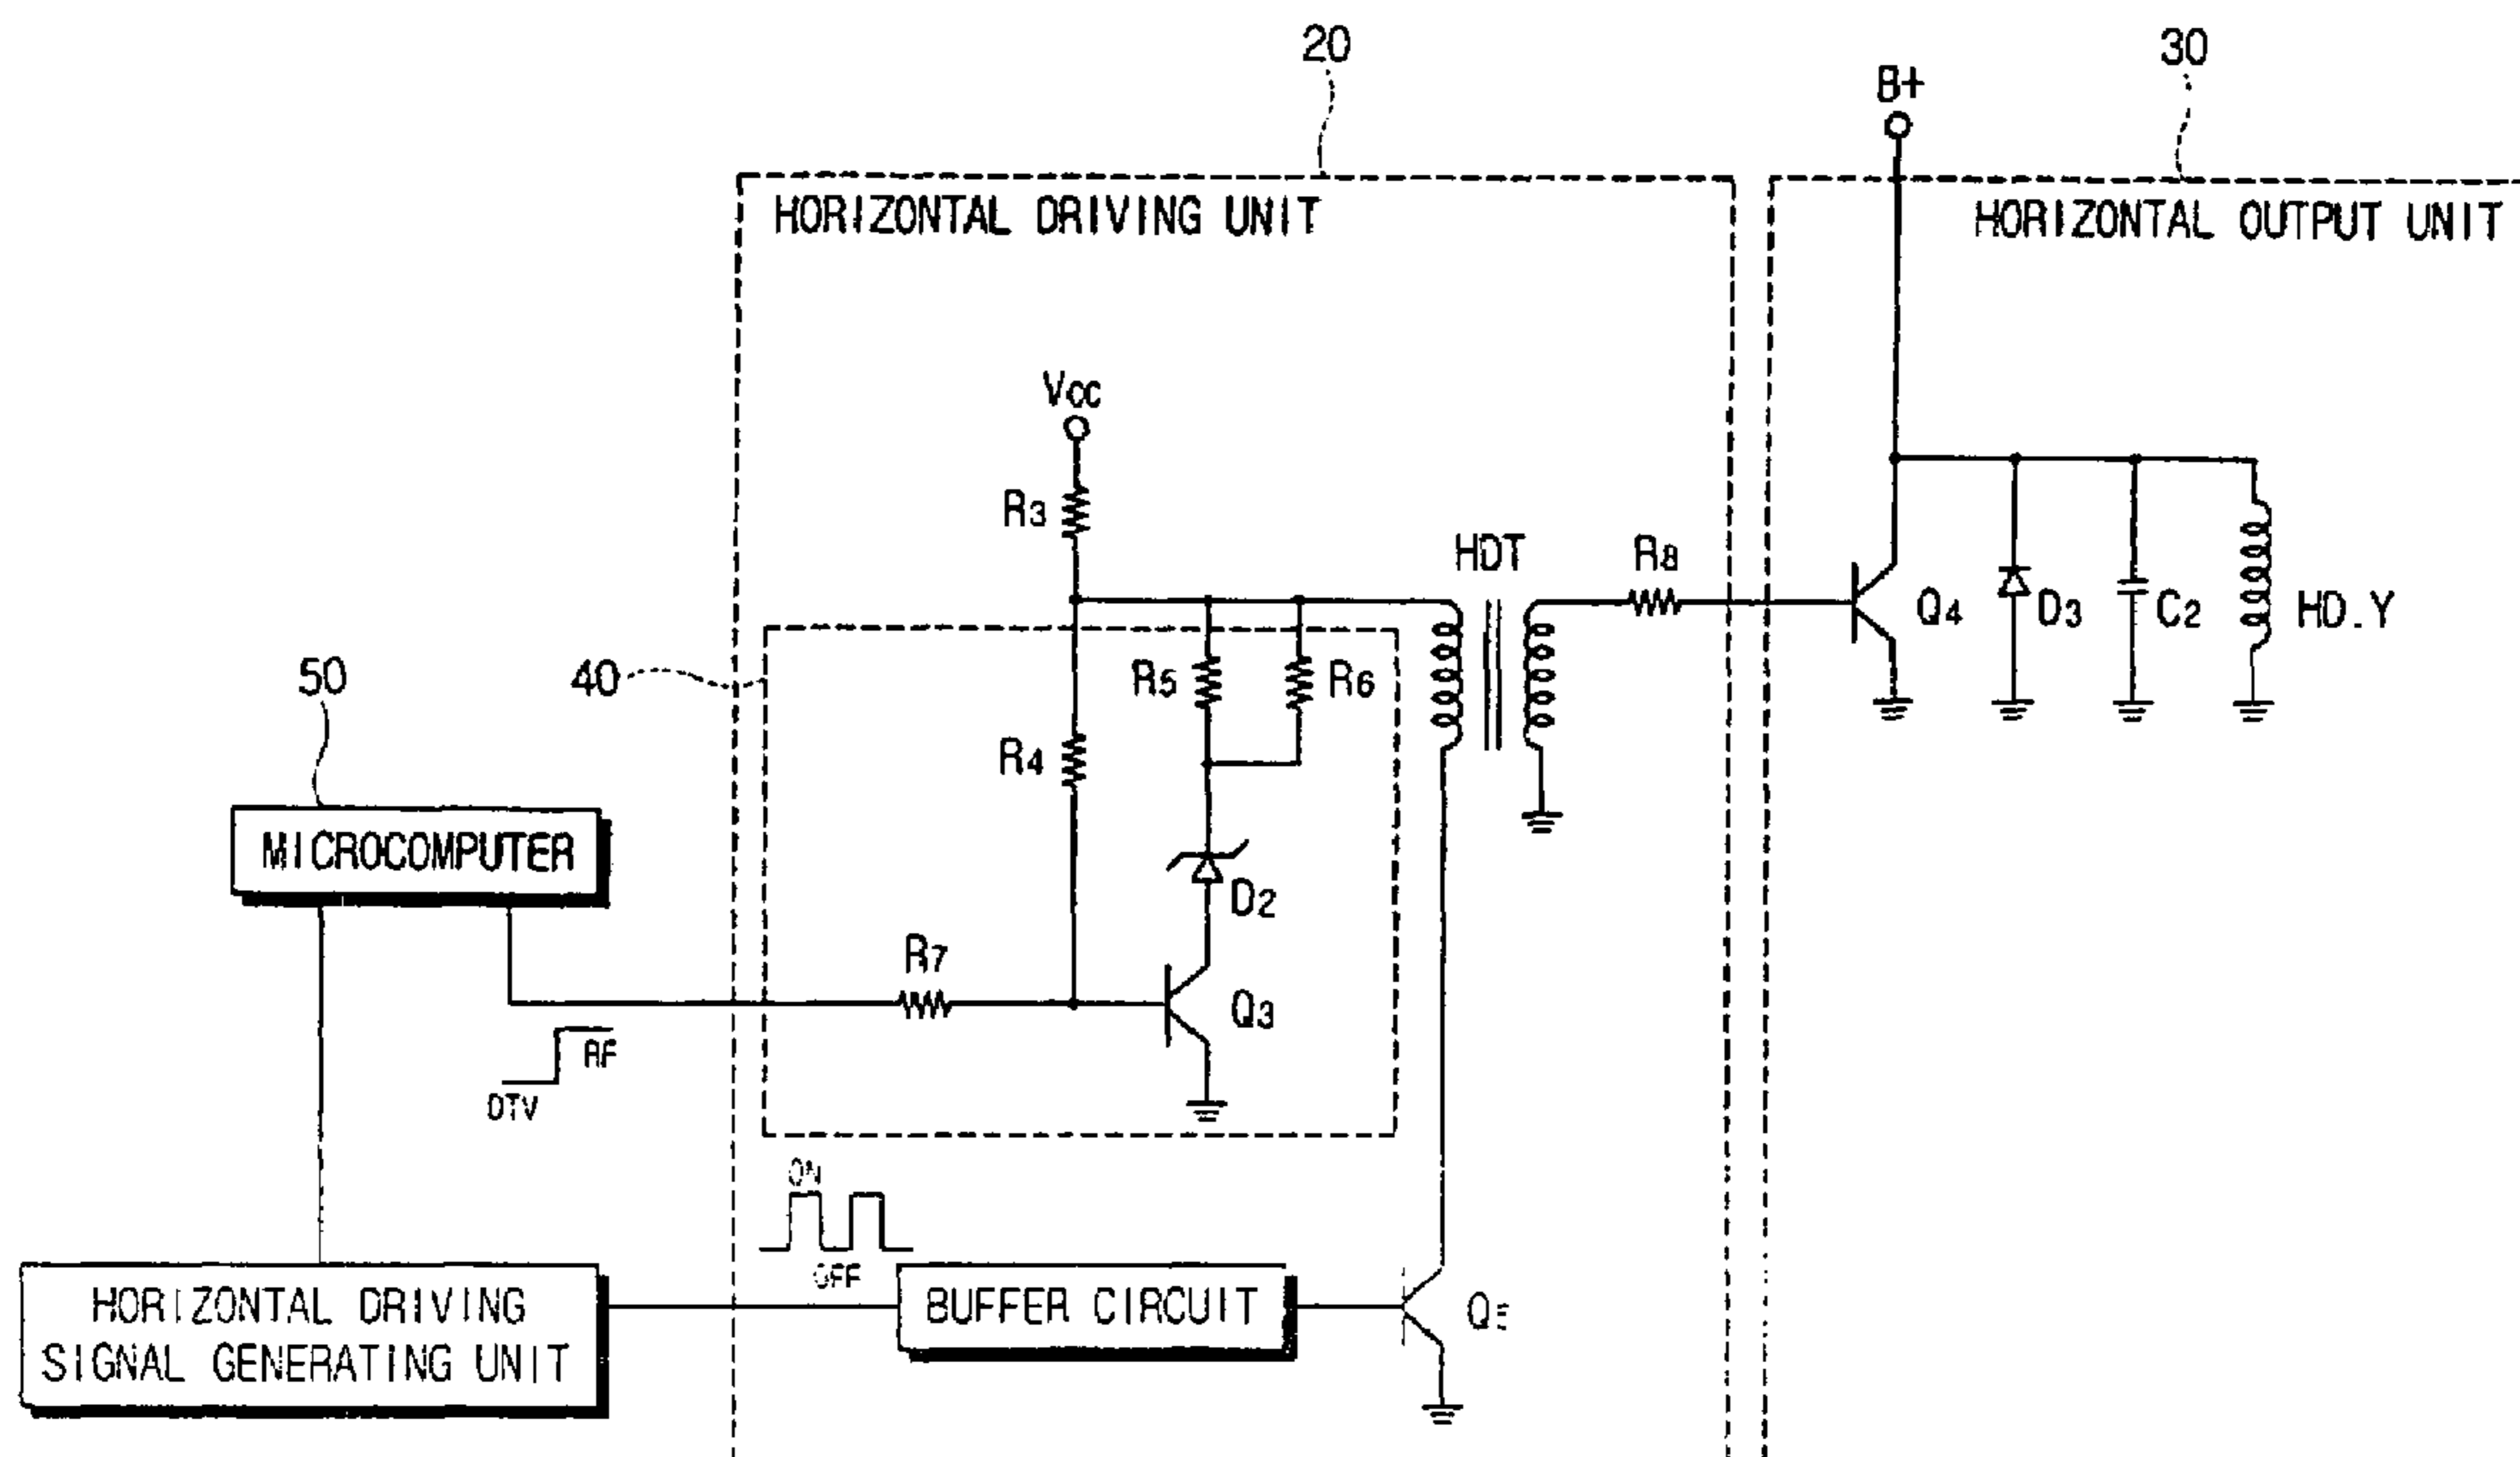 20
30
B+
HORIZONTAL DRIVING UNIT
HORIZONTAL OUTPUT UNIT
Vcc
R3
HDT
R8
Q4
D3
C2
HD.Y
50
40
R5
R6
R4
MICROCOMPUTER
D2
R7
Q3
RF
DTV
ON
OFF
HORIZONTAL DRIVING
SIGNAL GENERATING UNIT
BUFFER CIRCUIT